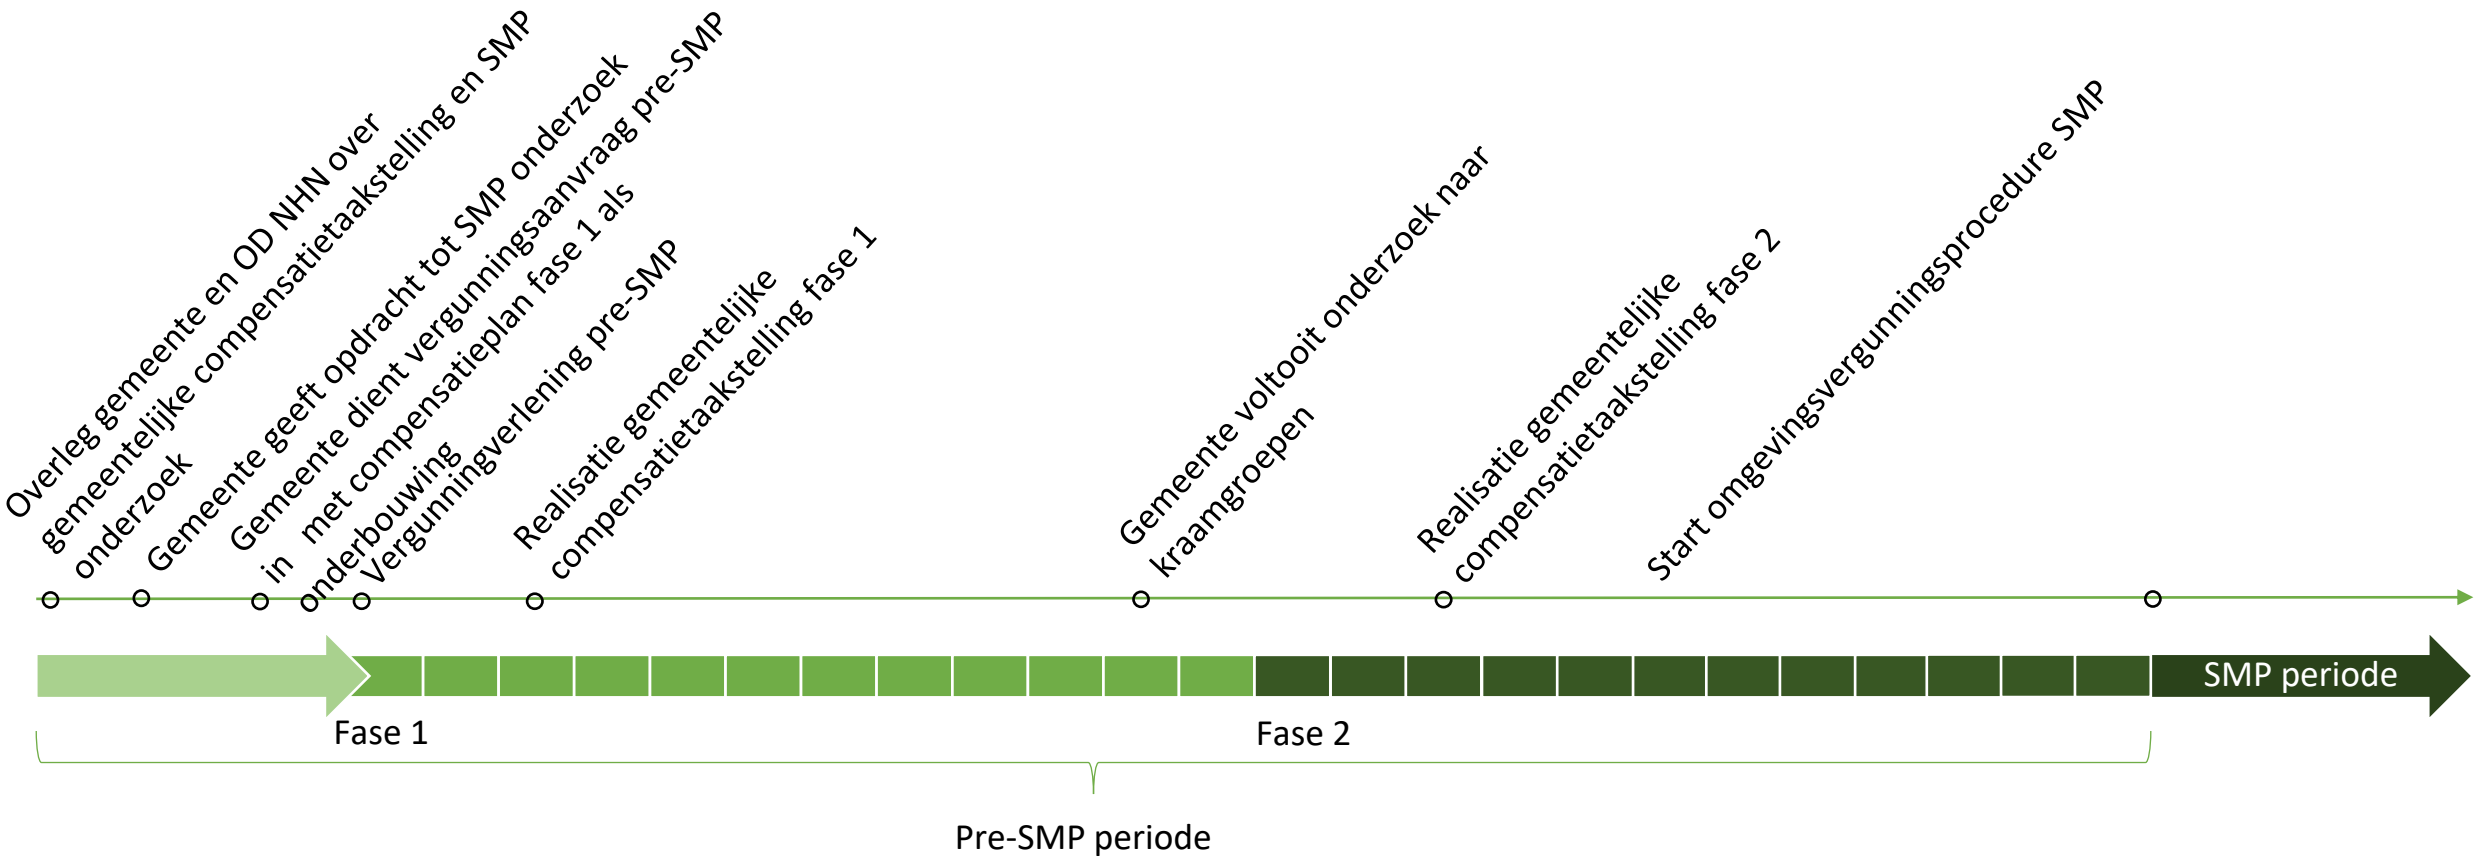 Overleg gemeente en OD NHN over
gemeentelijke compensatietaakstelling en SMP
onderzoek
Gemeente geeft opdracht tot SMP onderzoek
Gemeente dient vergunningsaanvraag pre-SMP
in met compensatieplan fase 1 als
onderbouwing
Vergunningverlening pre-SMP
Realisatie gemeentelijke
compensatietaakstelling fase 1
Gemeente voltooit onderzoek naar
kraamgroepen
Realisatie gemeentelijke
compensatietaakstelling fase 2
Start omgevingsvergunningsprocedure SMP
SMP periode
Fase 1
Fase 2
Pre-SMP periode